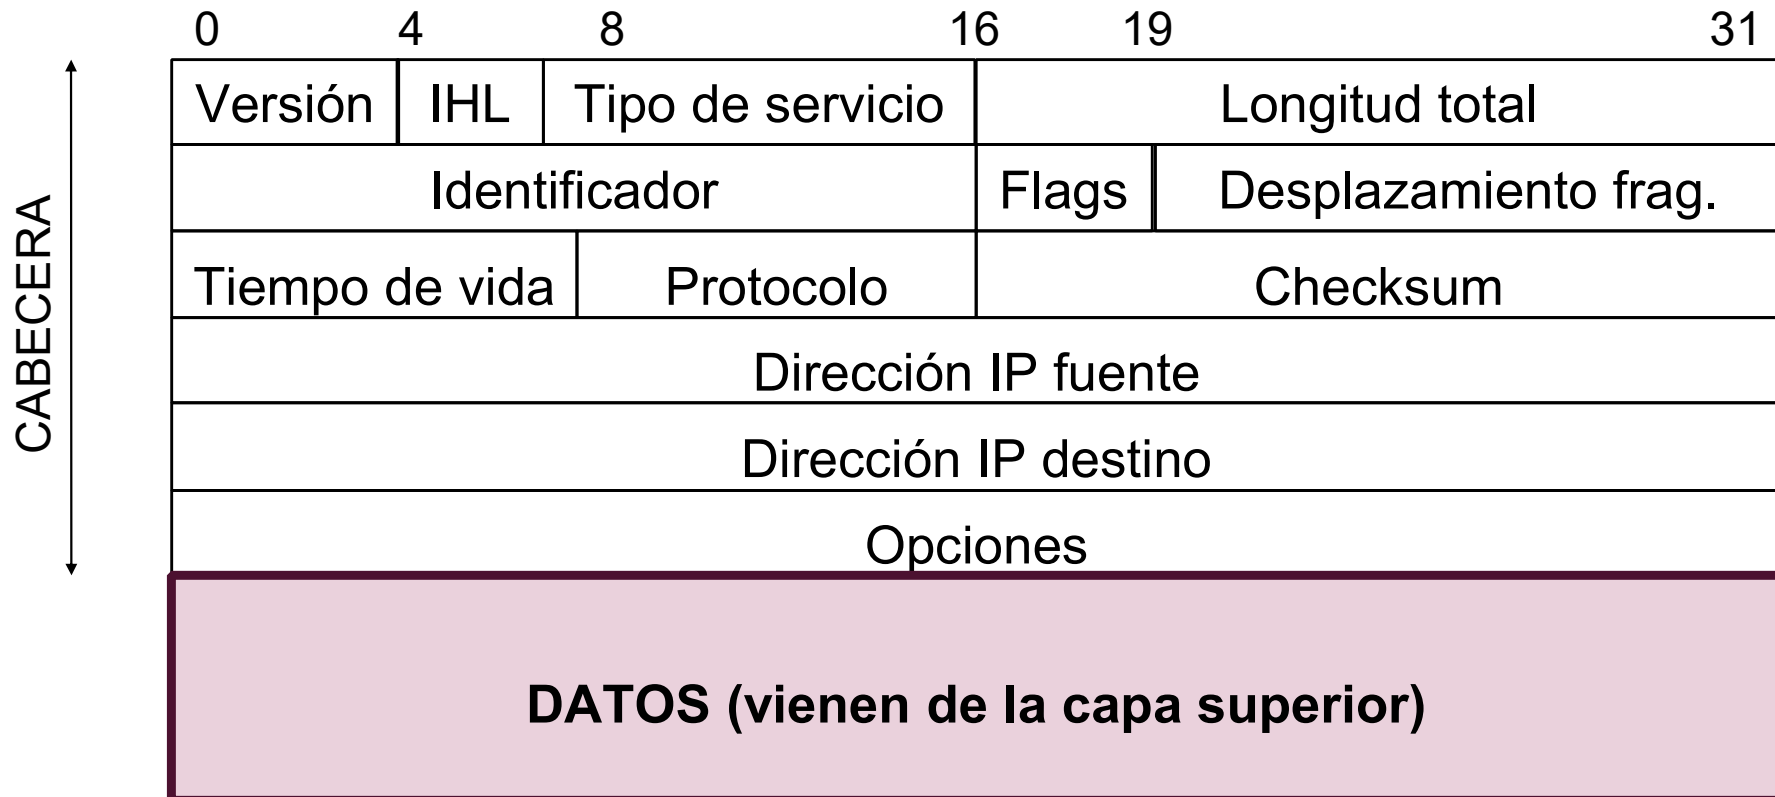 0 4 8 16 19 31
Versión IHL Tipo de servicio Longitud total
Identificador Flags Desplazamiento frag.
Tiempo de vida Protocolo Checksum
Dirección IP fuente
Dirección IP destino
Opciones
CABECERA
DATOS (vienen de la capa superior)